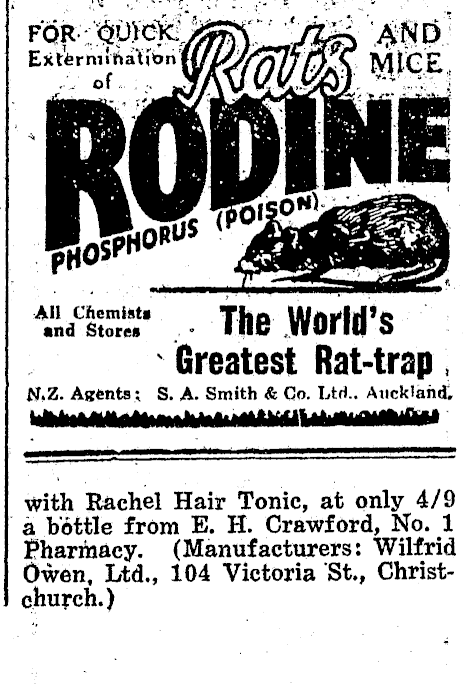 FOR QUICK
Extermination
of
Rats
AND
MICE
RODINE
PHOSPHORUS (POISON)
All Chemists
and Stores
The World's
Greatest Rat-trap
N.Z. Agents: S. A. Smith & Co. Ltd., Auckland.
with Rachel Hair Tonic, at only 4/9
a bottle from E. H. Crawford, No. 1
Pharmacy. (Manufacturers: Wilfrid
Owen, Ltd., 104 Victoria St., Christ-
church.)